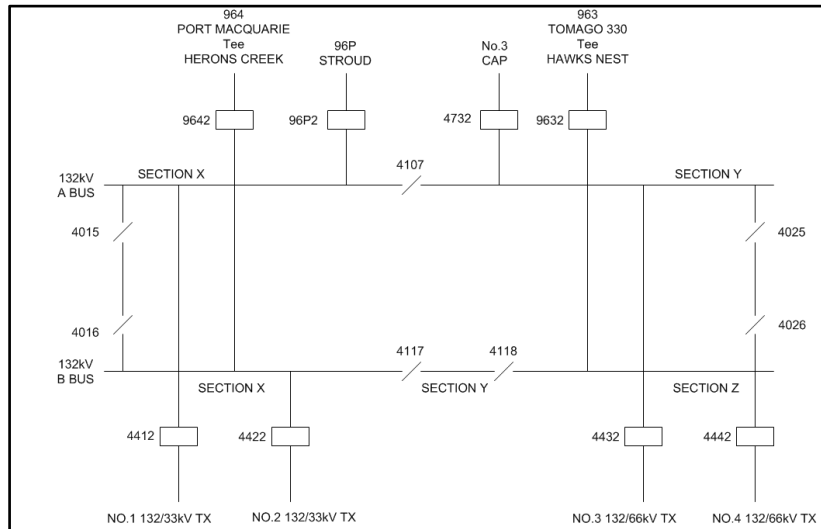 964
PORT MACQUARIE
Tee
HERONS CREEK
96P
STROUD
No.3
CAP
963
TOMAGO 330
Tee
HAWKS NEST
9642
96P2
4732
9632
4107
132kV
A BUS
SECTION X
SECTION Y
4015
4025
4016
4026
4117
4118
132kV
B BUS
SECTION X
SECTION Y
SECTION Z
4412
4422
4432
4442
NO.1 132/33kV TX
NO.2 132/33kV TX
NO.3 132/66kV TX
NO.4 132/66kV TX